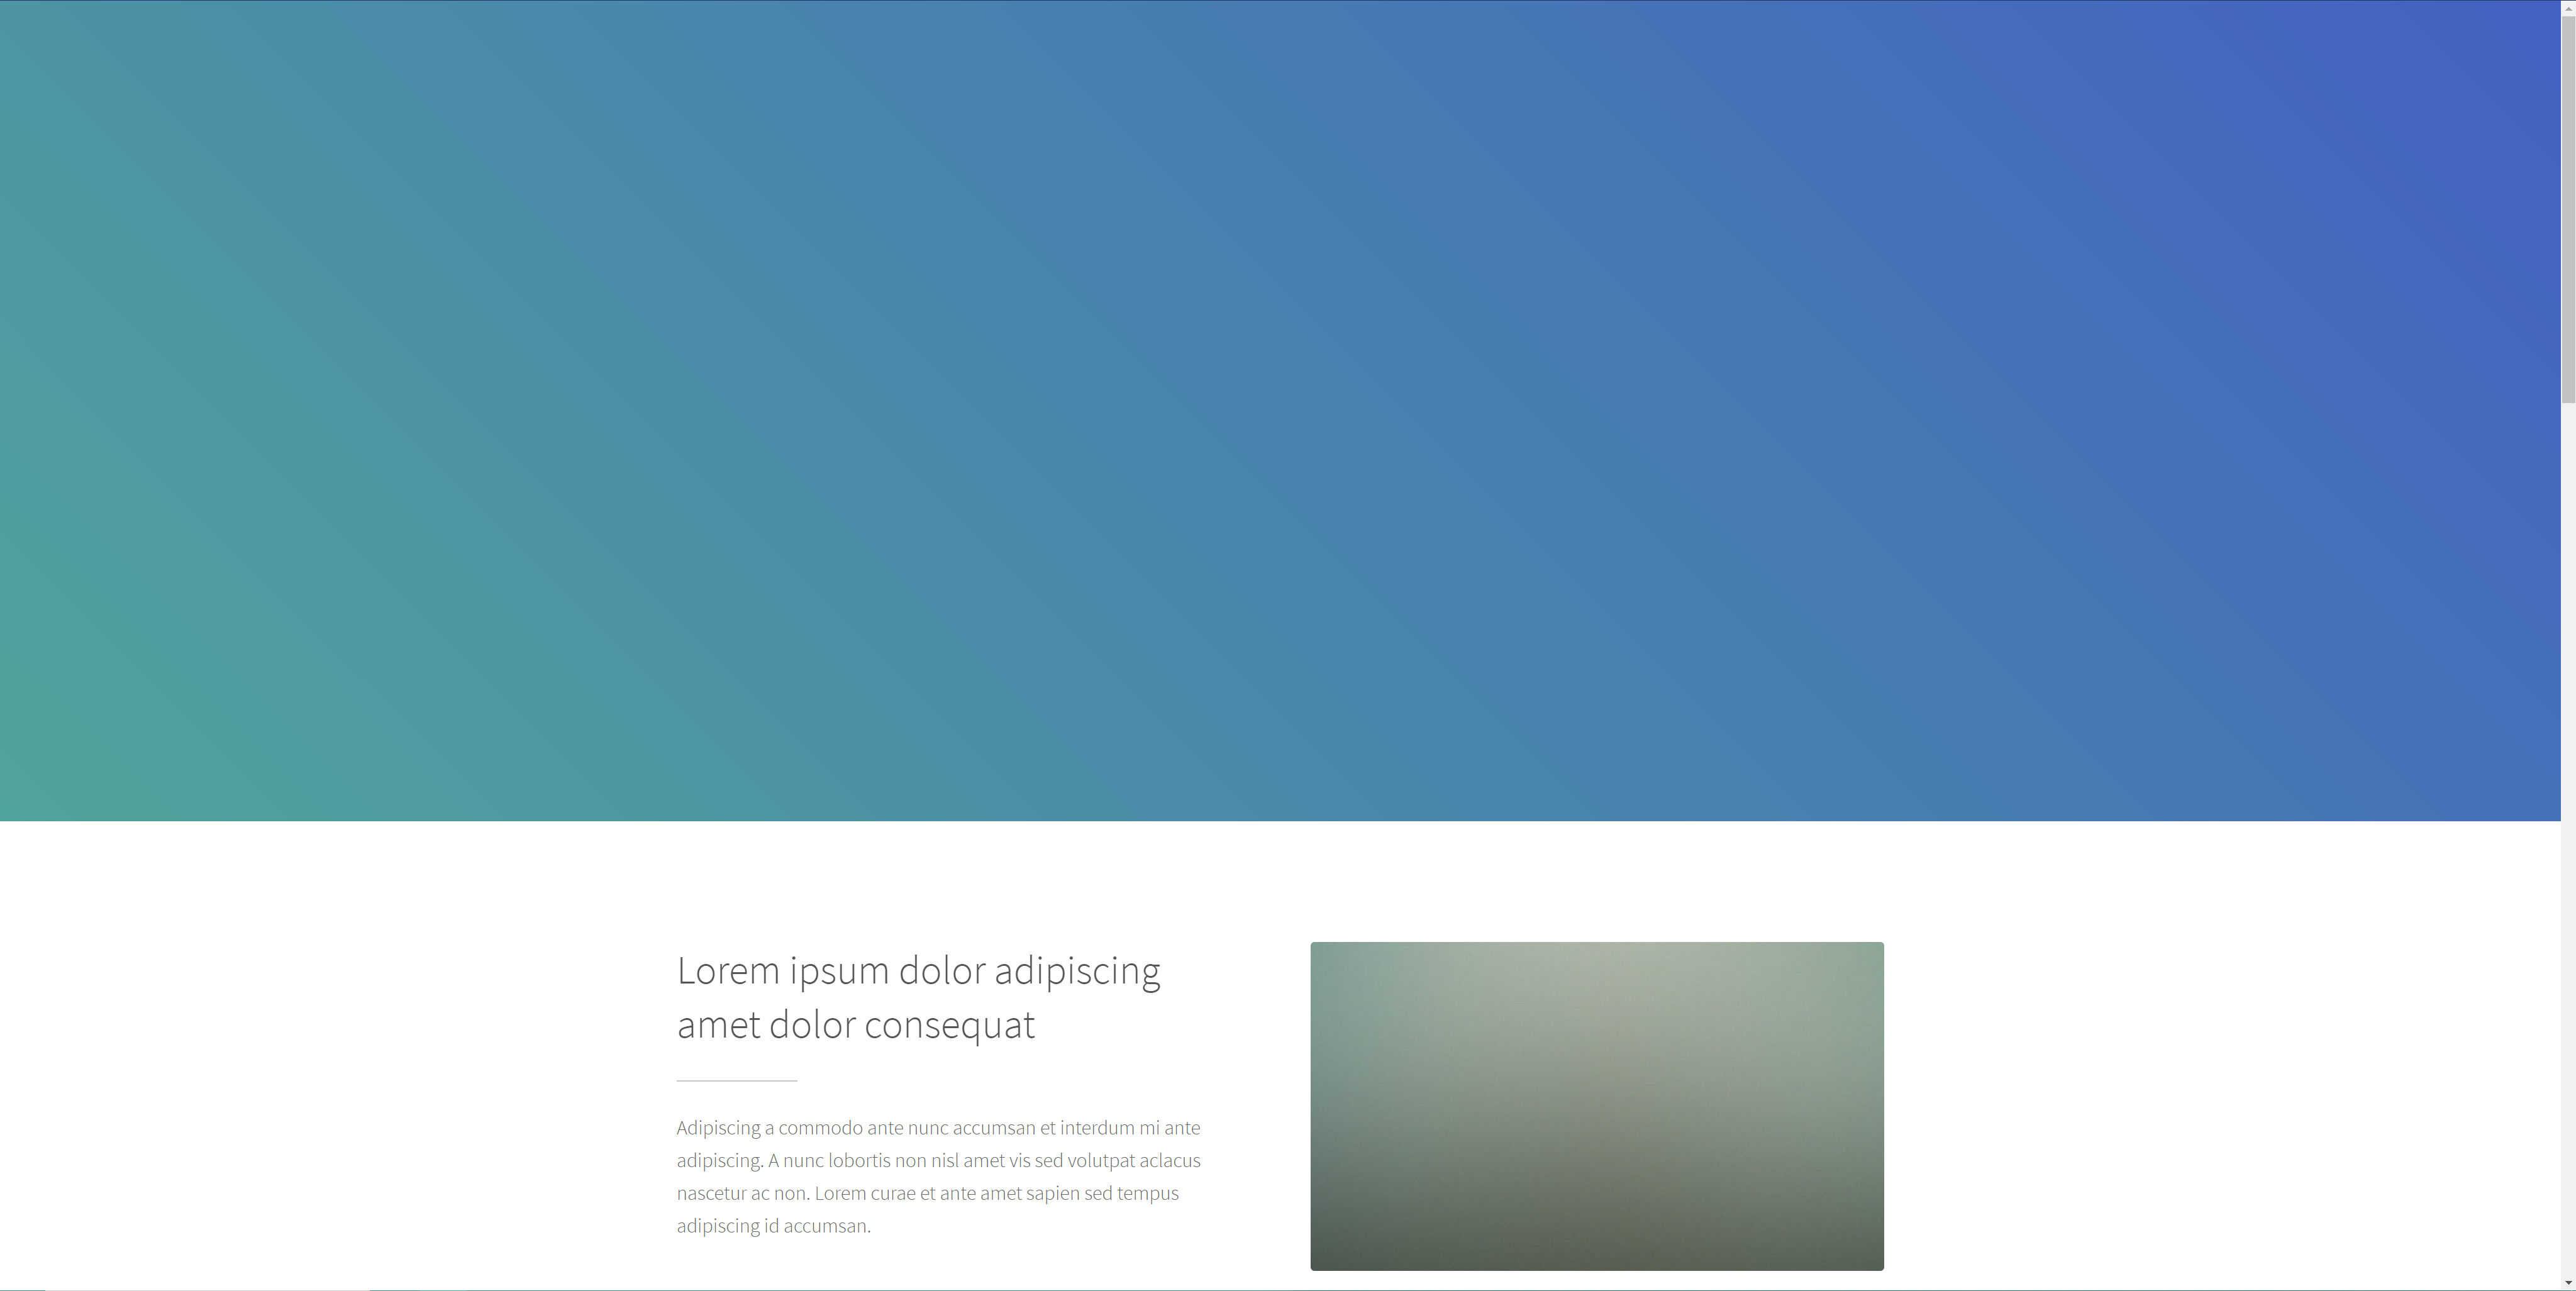 Lorem ipsum dolor adipiscing
amet dolor consequat
Adipiscing a commodo ante nunc accumsan et interdum mi ante
adipiscing. A nunc lobortis non nisl amet vis sed volutpat aclacus
nascetur ac non. Lorem curae et ante amet sapien sed tempus
adipiscing id accumsan.